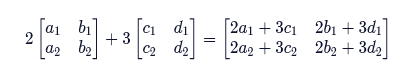 2 [a₁ b₁; a₂ b₂] + 3 [c₁ d₁; c₂ d₂] = [2a₁ + 3c₁ 2b₁ + 3d₁; 2a₂ + 3c₂ 2b₂ + 3d₂]